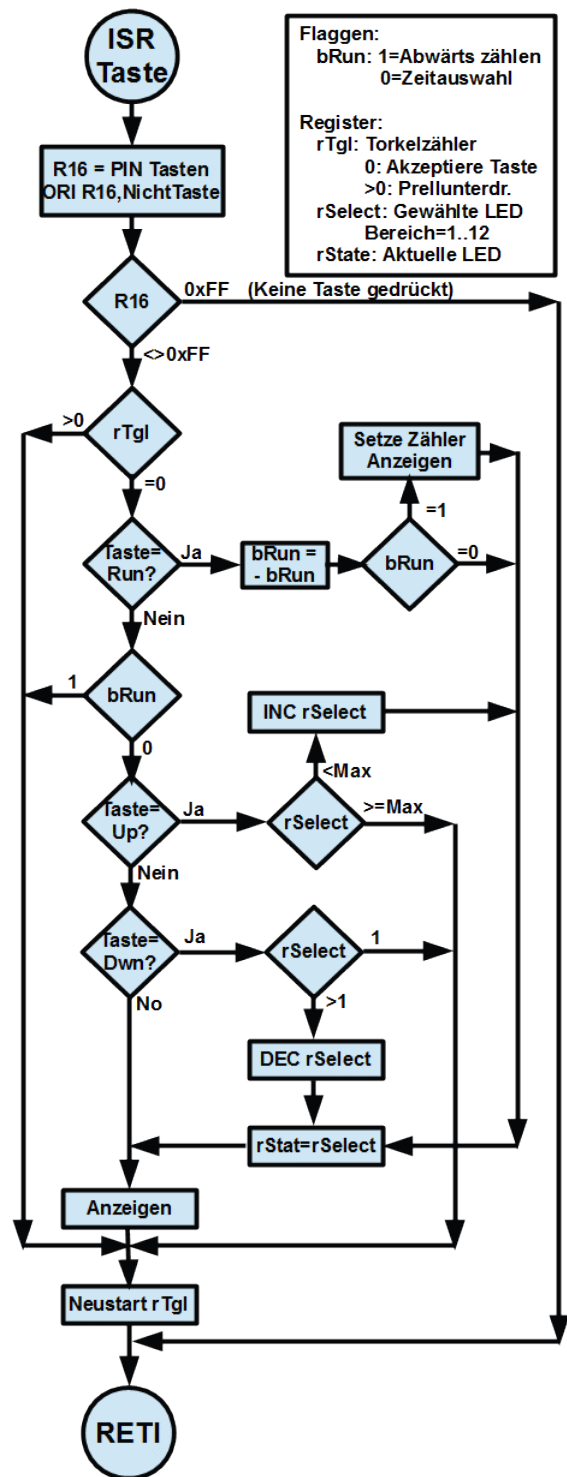 ISR
Taste
Flaggen:
bRun: 1=Abwärts zählen
0=Zeitauswahl
Register:
rTgl: Torkelzähler
0: Akzeptiere Taste
>0: Prellunterdr.
rSelect: Gewählte LED
Bereich=1..12
rState: Aktuelle LED
R16 = PIN Tasten
ORI R16,NichtTaste
R16
0xFF (Keine Taste gedrückt)
<>0xFF
rTgl
>0
=0
Setze Zähler
Anzeigen
=1
Taste=
Run?
Ja
bRun =
- bRun
bRun
=0
Nein
bRun
1
0
INC rSelect
<Max
Taste=
Up?
Ja
rSelect
>=Max
Nein
Taste=
Dwn?
Ja
rSelect
1
No
>1
DEC rSelect
rStat=rSelect
Anzeigen
Neustart rTgl
RETI